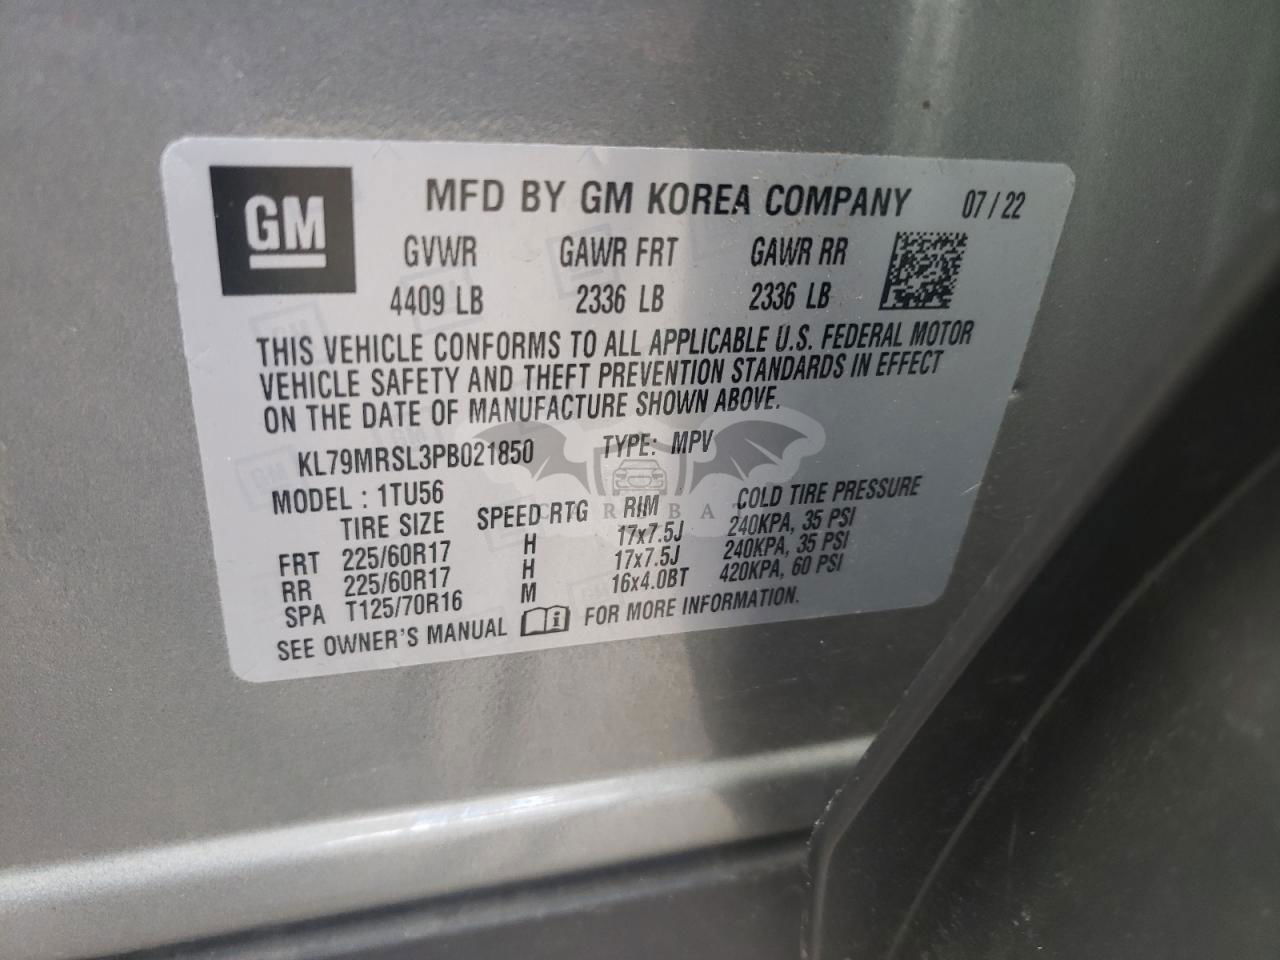 GM
MFD BY GM KOREA COMPANY 07/22
GVWR GAWR FRT GAWR RR
4409 LB 2336 LB 2336 LB
THIS VEHICLE CONFORMS TO ALL APPLICABLE U.S. FEDERAL MOTOR
VEHICLE SAFETY AND THEFT PREVENTION STANDARDS IN EFFECT
ON THE DATE OF MANUFACTURE SHOWN ABOVE.
KL79MRSL3PB021850 TYPE: MPV
MODEL : 1TU56
TIRE SIZE SPEED RTG RIM COLD TIRE PRESSURE
FRT 225/60R17 H 17x7.5J 240KPA, 35 PSI
RR 225/60R17 H 17x7.5J 240KPA, 35 PSI
SPA T125/70R16 M 16x4.0BT 420KPA, 60 PSI
SEE OWNER'S MANUAL FOR MORE INFORMATION.